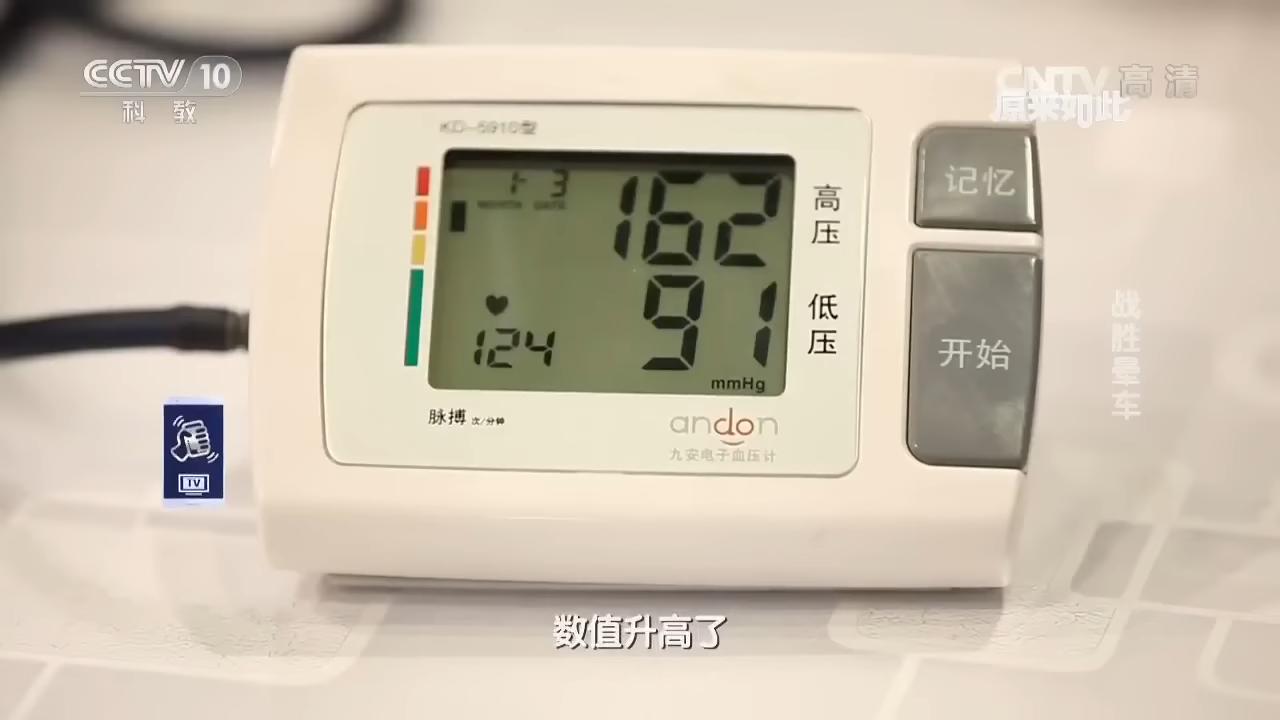 CCTV 10
科教
CNTV 高清
原来如此
KD-5910型
3
MONTH DATE
162
高压
91
低压
124
mmHg
脉搏 次/分钟
andon
九安电子血压计
记忆
开始
战胜晕车
TV
数值升高了